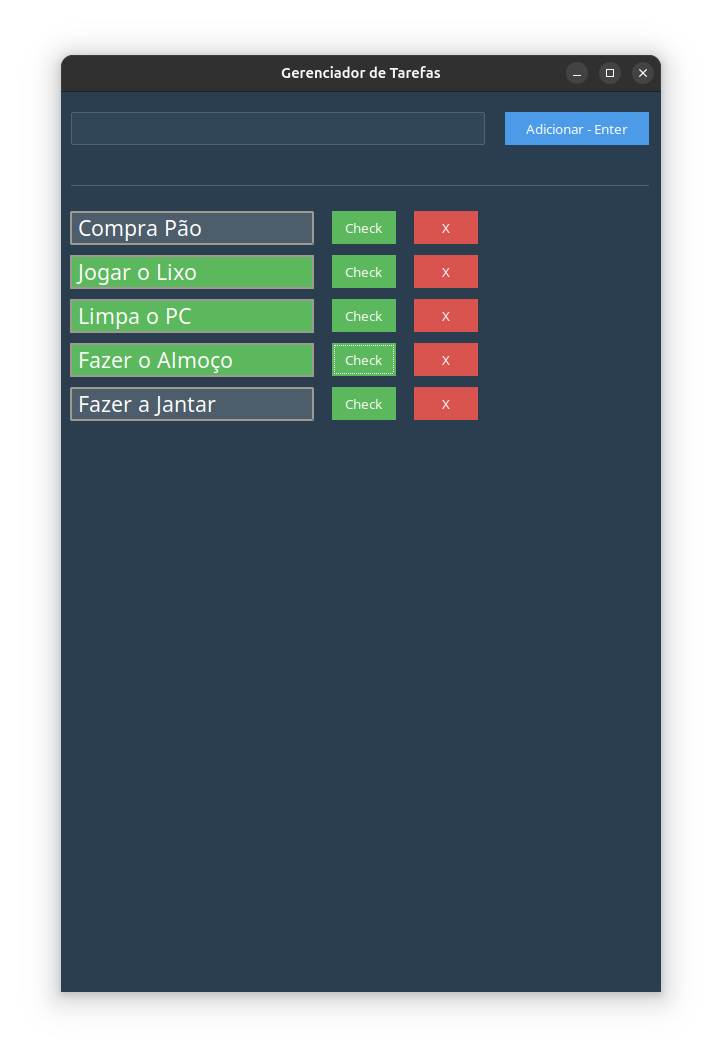 Gerenciador de Tarefas
Adicionar - Enter
Compra Pão Check X
Jogar o Lixo Check X
Limpa o PC Check X
Fazer o Almoço Check X
Fazer a Jantar Check X